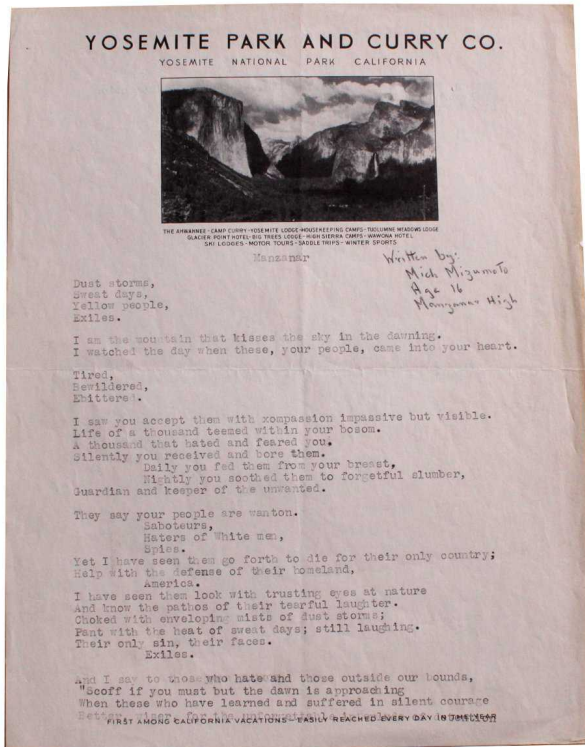 YOSEMITE PARK AND CURRY CO.
YOSEMITE NATIONAL PARK CALIFORNIA
THE AHWAHNEE - CAMP CURRY - YOSEMITE LODGE - HOUSEKEEPING CAMPS - TUOLUMNE MEADOWS LODGE
GLACIER POINT HOTEL - BIG TREES LODGE - HIGH SIERRA CAMPS - WAWONA HOTEL
SKI LODGES - MOTOR TOURS - SADDLE TRIPS - WINTER SPORTS
Manzanar
Written by:
Mich Mizumoto
Age 16
Manzanar High
Dust storms,
Sweat days,
Yellow people,
Exiles.
I am the mountain that kisses the sky in the dawning.
I watched the day when these, your people, came into your heart.
Tired,
Bewildered,
Ebittered.
I saw you accept them with xompassion impassive but visible.
Life of a thousand teemed within your bosom.
A thousand that hated and feared you.
Silently you received and bore them.
Daily you fed them from your breast,
Nightly you soothed them to forgetful slumber,
Guardian and keeper of the unwanted.
They say your people are wanton.
Saboteurs,
Haters of White men,
Spies.
Yet I have seen them go forth to die for their only country;
Help with the defense of their homeland,
America.
I have seen them look with trusting eyes at nature
And know the pathos of their tearful laughter.
Choked with enveloping mists of dust storms;
Pant with the heat of sweat days; still laughing.
Their only sin, their faces.
Exiles.
And I say to those who hate and those outside our bounds,
"Scoff if you must but the dawn is approaching
When these who have learned and suffered in silent courage
FIRST AMONG CALIFORNIA VACATIONS - EASILY REACHED EVERY DAY IN THE YEAR